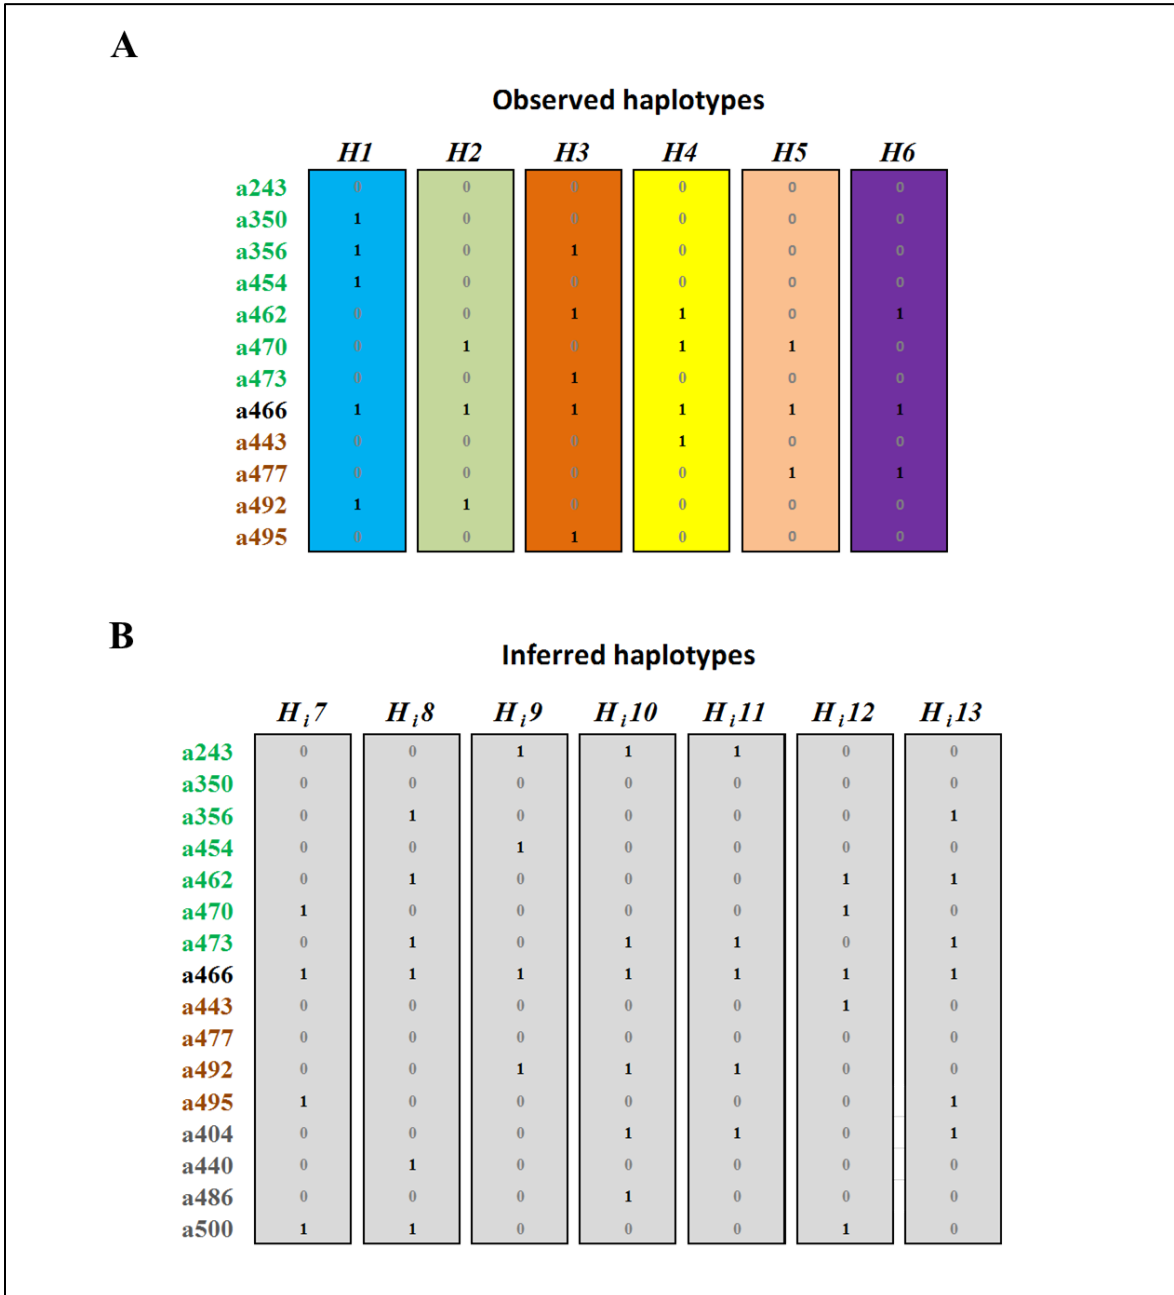 A
Observed haplotypes
H1 H2 H3 H4 H5 H6
a243 0 0 0 0 0 0
a350 1 0 0 0 0 0
a356 1 0 1 0 0 0
a454 1 0 0 0 0 0
a462 0 0 1 1 0 1
a470 0 1 0 1 1 0
a473 0 0 1 0 0 0
a466 1 1 1 1 1 1
a443 0 0 0 1 0 0
a477 0 0 0 0 1 1
a492 1 1 0 0 0 0
a495 0 0 1 0 0 0
B
Inferred haplotypes
H i 7 H i 8 H i 9 H i 10 H i 11 H i 12 H i 13
a243 0 0 1 1 1 0 0
a350 0 0 0 0 0 0 0
a356 0 1 0 0 0 0 1
a454 0 0 1 0 0 0 0
a462 0 1 0 0 0 1 1
a470 1 0 0 0 0 1 0
a473 0 1 0 1 1 0 1
a466 1 1 1 1 1 1 1
a443 0 0 0 0 0 1 0
a477 0 0 0 0 0 0 0
a492 0 0 1 1 1 0 0
a495 1 0 0 0 0 0 1
a404 0 0 0 1 1 0 1
a440 0 1 0 0 0 0 0
a486 0 0 0 1 0 0 0
a500 1 1 0 0 0 1 0